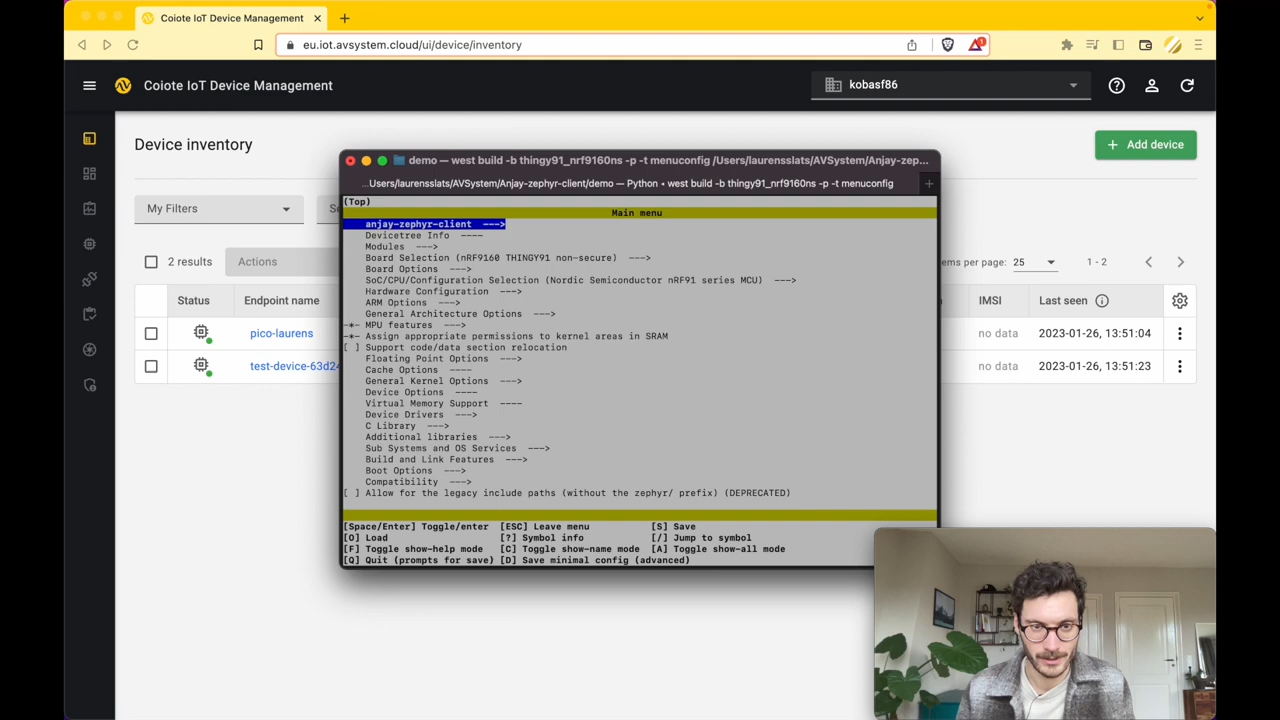 Coiote IoT Device Management
eu.iot.avsystem.cloud/ui/device/inventory
1
Coiote IoT Device Management
kobasf86
Device inventory
Add device
My Filters
2 results
Actions
ems per page: 25
1 - 2
Status
Endpoint name
IMSI
Last seen
pico-laurens
no data
2023-01-26, 13:51:04
test-device-63d24
no data
2023-01-26, 13:51:23
demo — west build -b thingy91_nrf9160ns -p -t menuconfig /Users/laurensslats/AVSystem/Anjay-zep...
...Users/laurensslats/AVSystem/Anjay-zephyr-client/demo — Python • west build -b thingy91_nrf9160ns -p -t menuconfig
(Top)
Main menu
anjay-zephyr-client --->
Devicetree Info ----
Modules --->
Board Selection (nRF9160 THINGY91 non-secure) --->
Board Options --->
SoC/CPU/Configuration Selection (Nordic Semiconductor nRF91 series MCU) --->
Hardware Configuration --->
ARM Options --->
General Architecture Options --->
-*- MPU features --->
-*- Assign appropriate permissions to kernel areas in SRAM
[ ] Support code/data section relocation
Floating Point Options --->
Cache Options ----
General Kernel Options --->
Device Options ----
Virtual Memory Support ----
Device Drivers --->
C Library --->
Additional libraries --->
Sub Systems and OS Services --->
Build and Link Features --->
Boot Options --->
Compatibility --->
[ ] Allow for the legacy include paths (without the zephyr/ prefix) (DEPRECATED)
[Space/Enter] Toggle/enter [ESC] Leave menu [S] Save
[O] Load [?] Symbol info [/] Jump to symbol
[F] Toggle show-help mode [C] Toggle show-name mode [A] Toggle show-all mode
[Q] Quit (prompts for save) [D] Save minimal config (advanced)